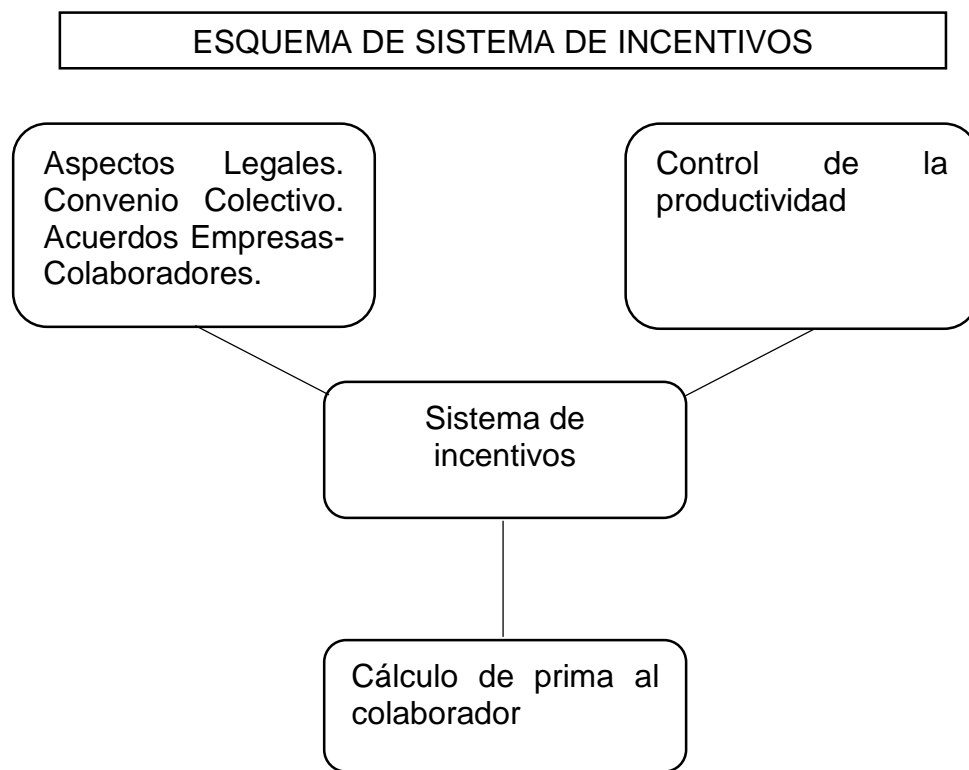 ESQUEMA DE SISTEMA DE INCENTIVOS
Aspectos Legales.
Convenio Colectivo.
Acuerdos Empresas-
Colaboradores.
Control de la
productividad
Sistema de
incentivos
Cálculo de prima al
colaborador